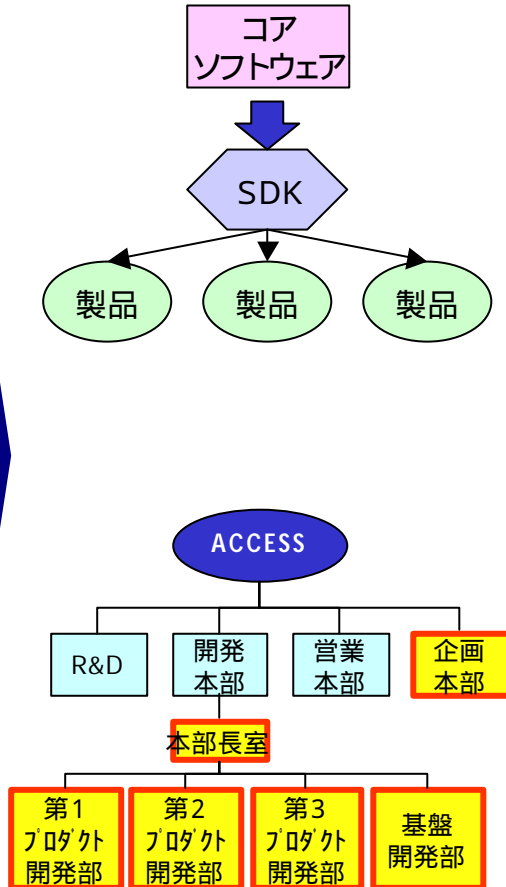 コア
ソフトウェア
SDK
製品
製品
製品
ACCESS
R&D
開発
本部
営業
本部
企画
本部
本部長室
第1
ﾌﾟﾛﾀﾞｸﾄ
開発部
第2
ﾌﾟﾛﾀﾞｸﾄ
開発部
第3
ﾌﾟﾛﾀﾞｸﾄ
開発部
基盤
開発部